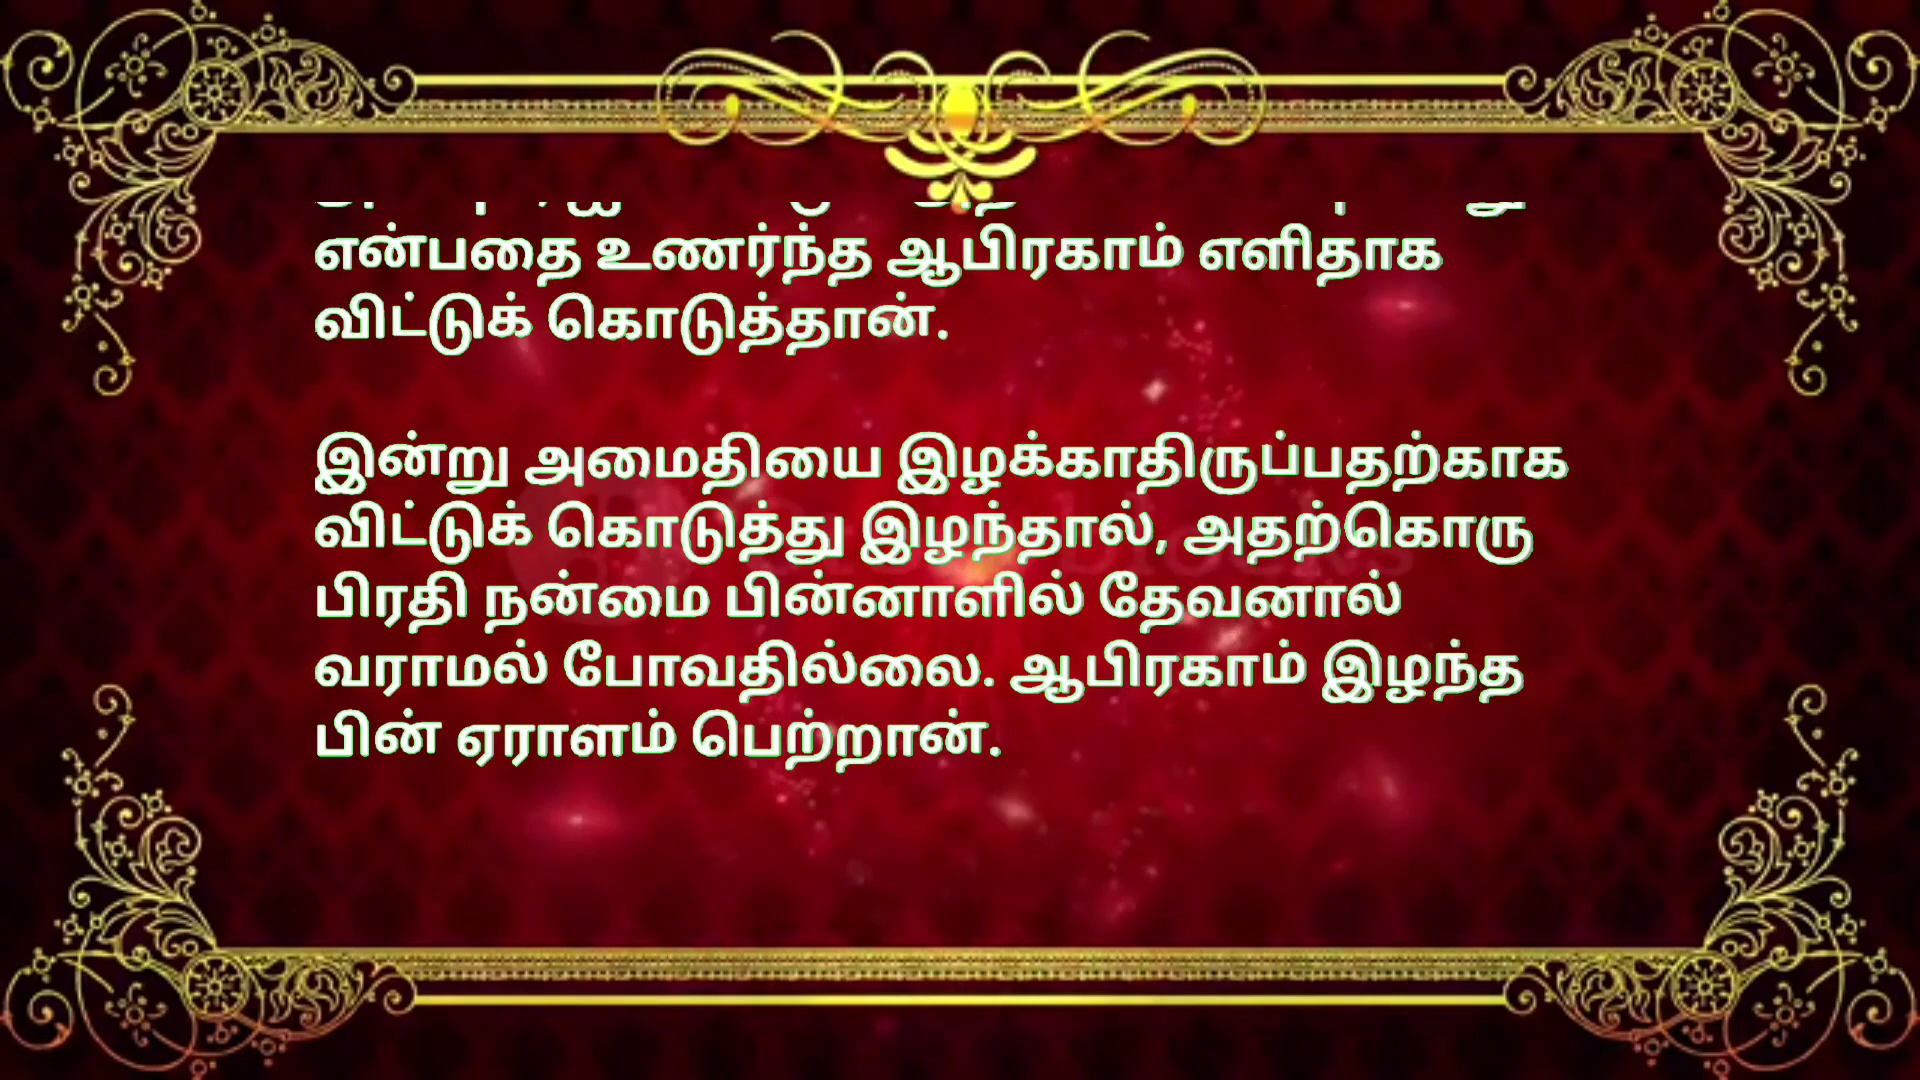 என்பதை உணர்ந்த ஆபிரகாம் எளிதாக
விட்டுக் கொடுத்தான்.
இன்று அமைதியை இழக்காதிருப்பதற்காக
விட்டுக் கொடுத்து இழந்தால், அதற்கொரு
பிரதி நன்மை பின்னாளில் தேவனால்
வராமல் போவதில்லை. ஆபிரகாம் இழந்த
பின் ஏராளம் பெற்றான்.